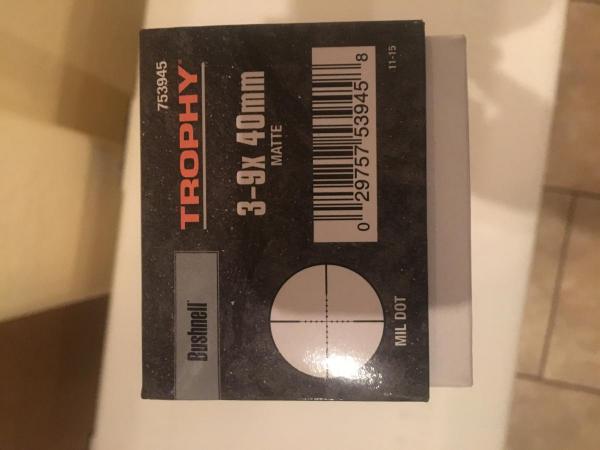 Bushnell
753945
TROPHY®
3-9x 40mm
MATTE
0 29757 53945 8
11-15
MIL DOT